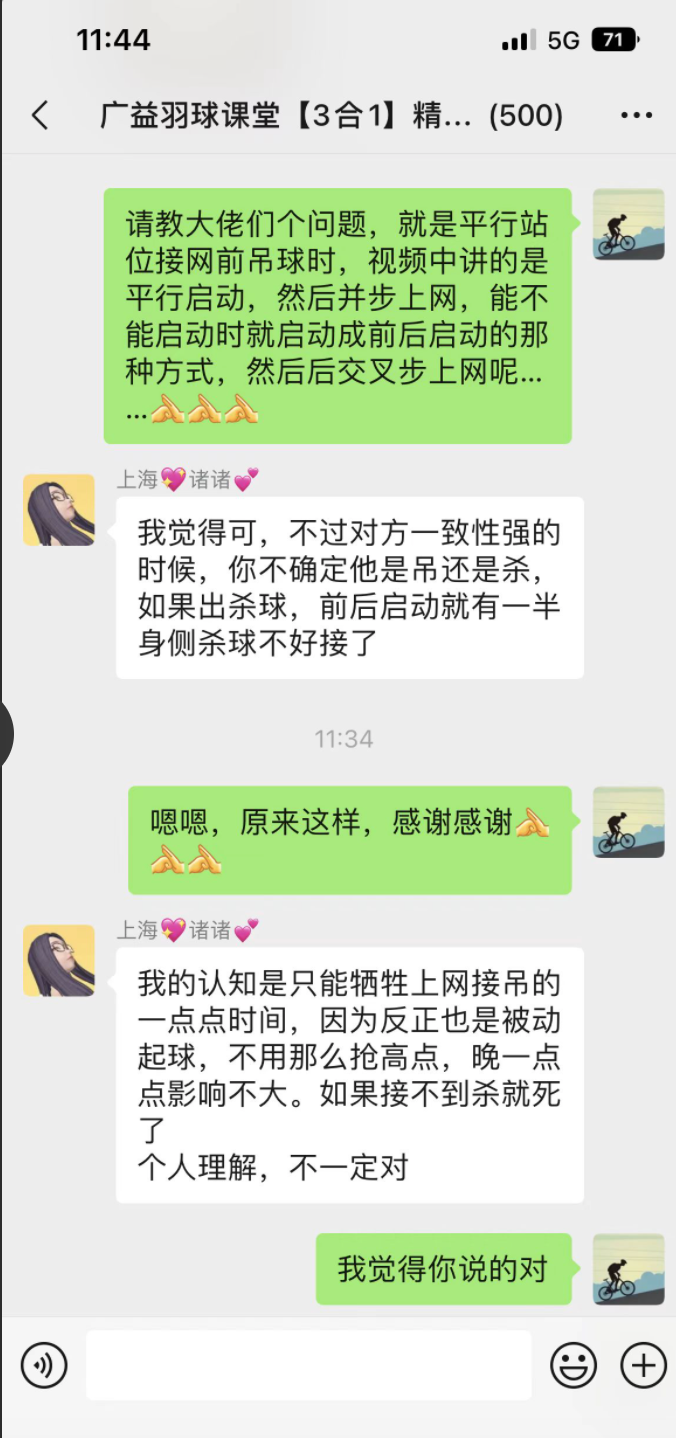 11:44
5G 71
广益羽球课堂【3合1】精... (500)
请教大佬们个问题，就是平行站
位接网前吊球时，视频中讲的是
平行启动，然后并步上网，能不
能启动时就启动成前后启动的那
种方式，然后后交叉步上网呢...
...
上海💖诸诸💕
我觉得可，不过对方一致性强的
时候，你不确定他是吊还是杀，
如果出杀球，前后启动就有一半
身侧杀球不好接了
11:34
嗯嗯，原来这样，感谢感谢
上海💖诸诸💕
我的认知是只能牺牲上网接吊的
一点点时间，因为反正也是被动
起球，不用那么抢高点，晚一点
点影响不大。如果接不到杀就死
了
个人理解，不一定对
我觉得你说的对